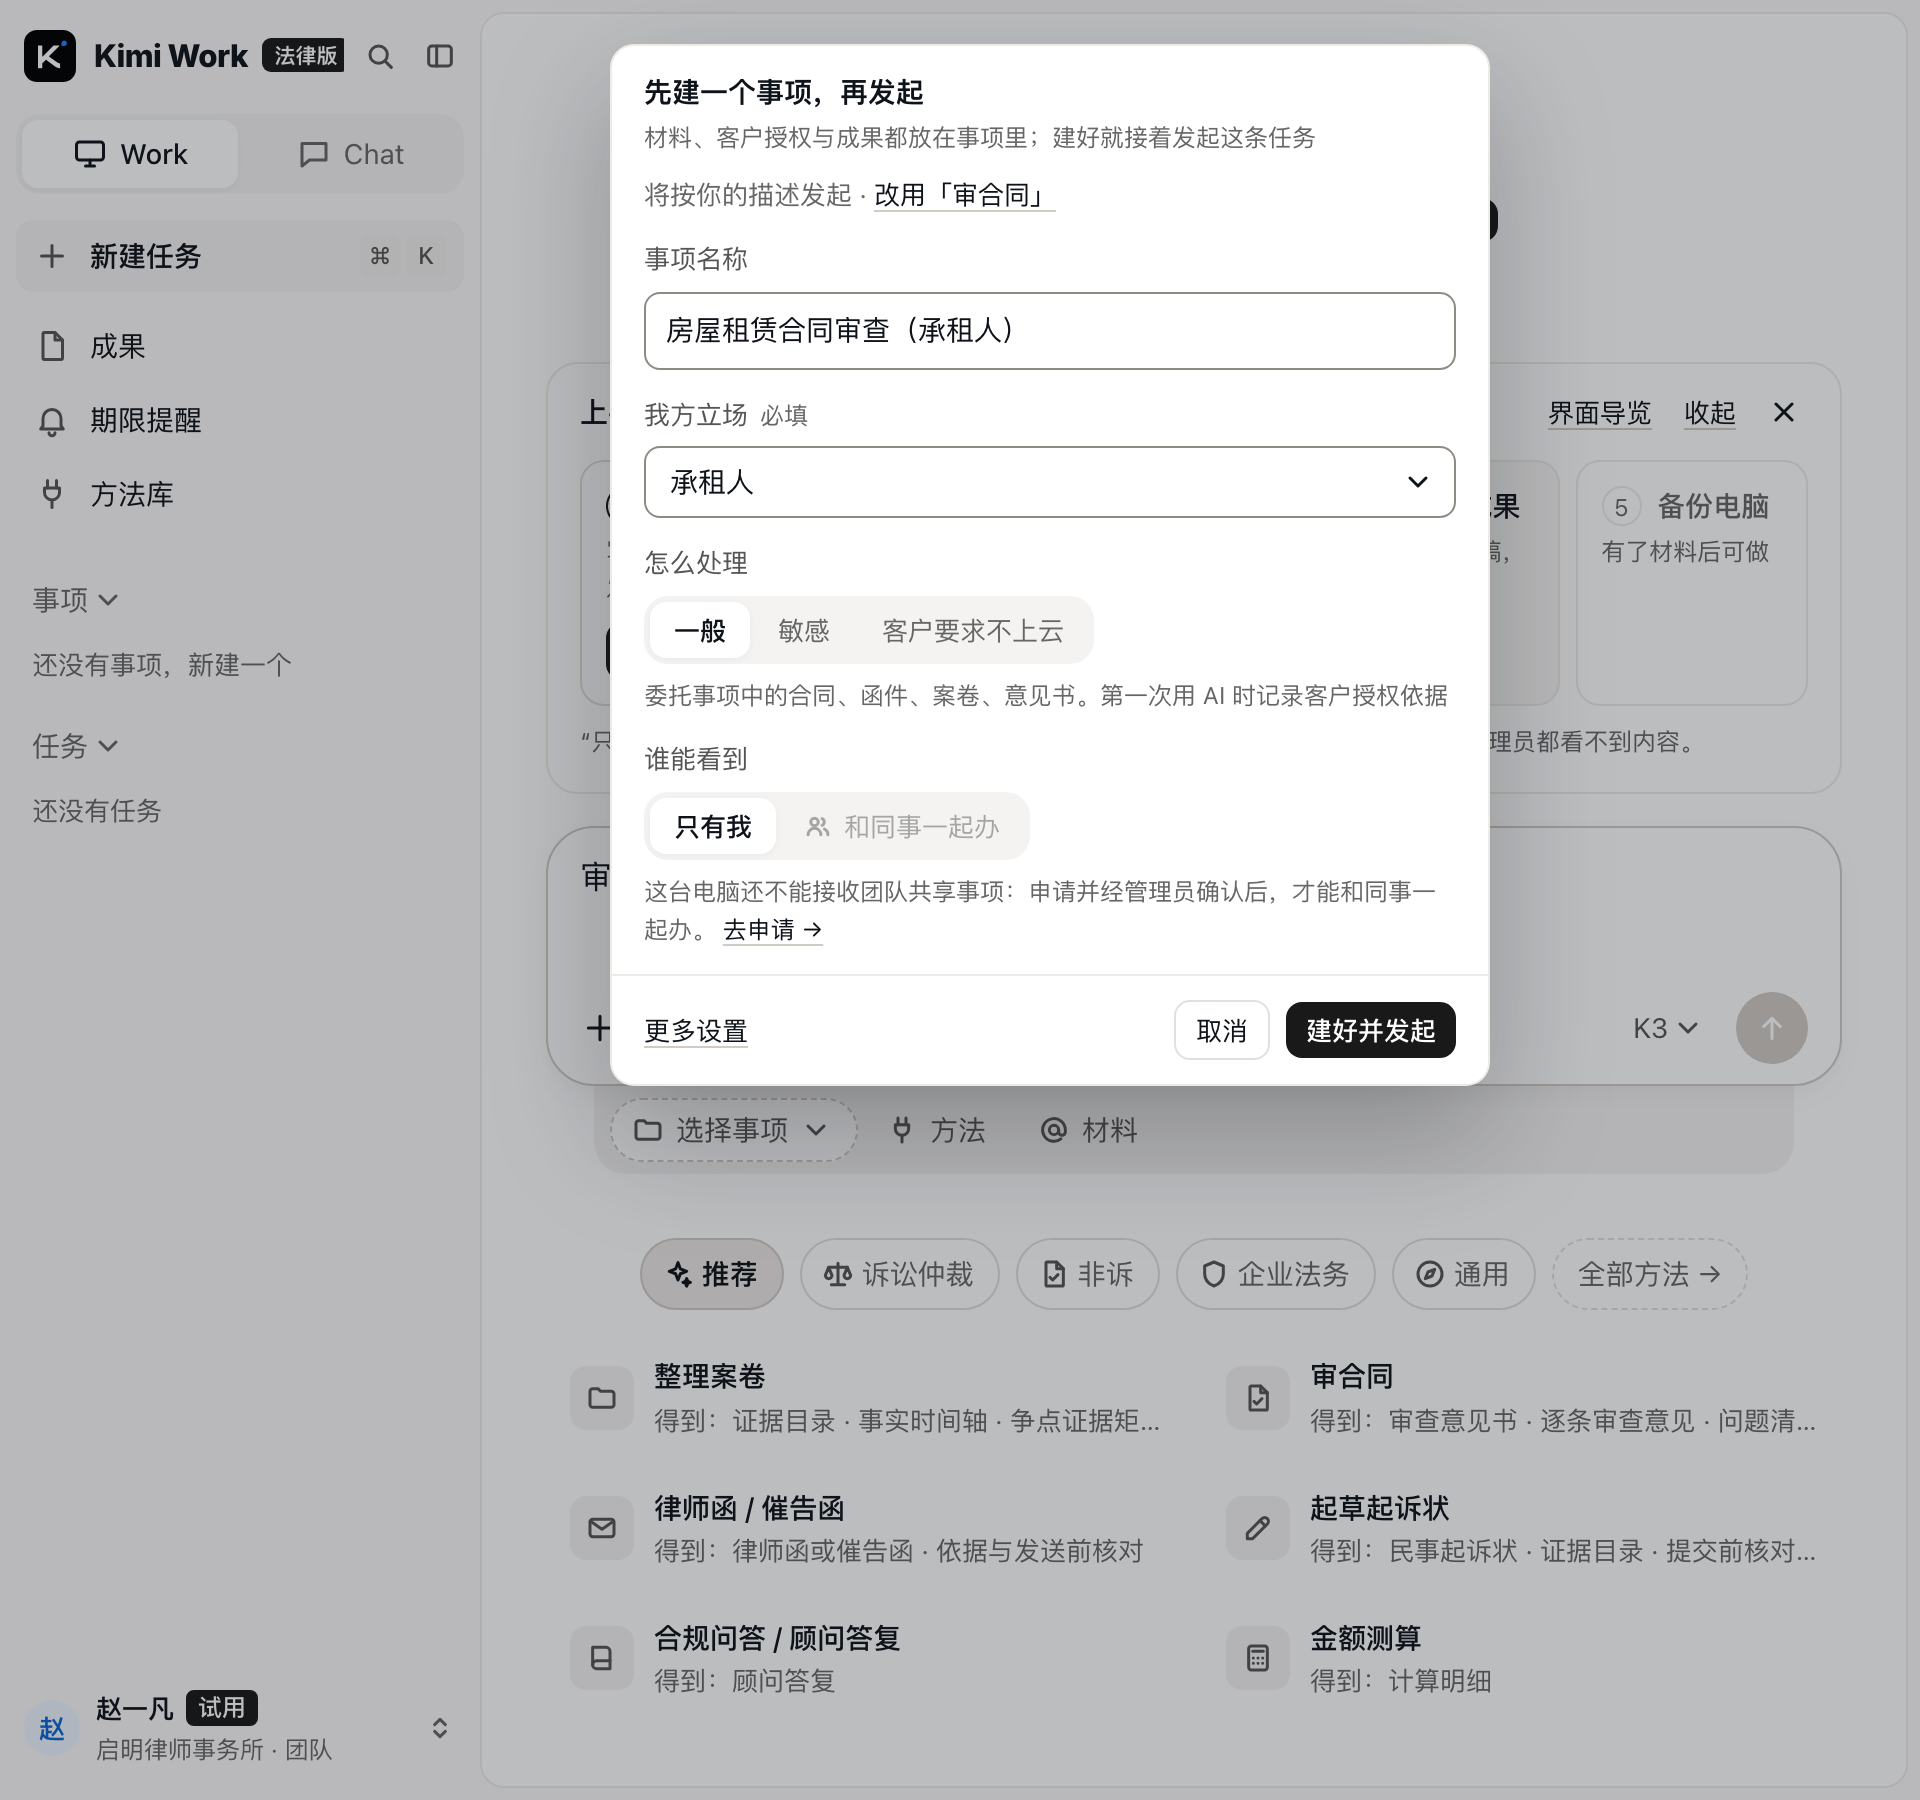 Kimi Work 法律版
Work
Chat
新建任务 ⌘ K
成果
期限提醒
方法库
事项
还没有事项，新建一个
任务
还没有任务
赵 赵一凡 试用
启明律师事务所 · 团队
先建一个事项，再发起
材料、客户授权与成果都放在事项里；建好就接着发起这条任务
将按你的描述发起 · 改用「审合同」
事项名称
房屋租赁合同审查（承租人）
我方立场 必填
承租人
怎么处理
一般 敏感 客户要求不上云
委托事项中的合同、函件、案卷、意见书。第一次用 AI 时记录客户授权依据
谁能看到
只有我 和同事一起办
这台电脑还不能接收团队共享事项：申请并经管理员确认后，才能和同事一
起办。 去申请 →
更多设置 取消 建好并发起
上
界面导览 收起
果
5 备份电脑
稿，
有了材料后可做
“只
理员都看不到内容。
审
K3
选择事项 方法 材料
推荐 诉讼仲裁 非诉 企业法务 通用 全部方法 →
整理案卷
得到：证据目录 · 事实时间轴 · 争点证据矩...
审合同
得到：审查意见书 · 逐条审查意见 · 问题清...
律师函 / 催告函
得到：律师函或催告函 · 依据与发送前核对
起草起诉状
得到：民事起诉状 · 证据目录 · 提交前核对...
合规问答 / 顾问答复
得到：顾问答复
金额测算
得到：计算明细